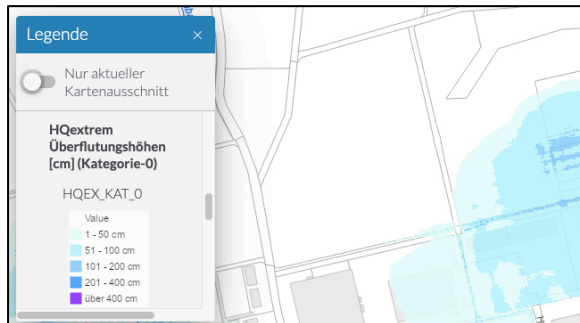 Legende ×
Nur aktueller
Kartenausschnitt
HQextrem
Überflutungshöhen
[cm] (Kategorie-0)
HQEX_KAT_0
Value
1 - 50 cm
51 - 100 cm
101 - 200 cm
201 - 400 cm
über 400 cm